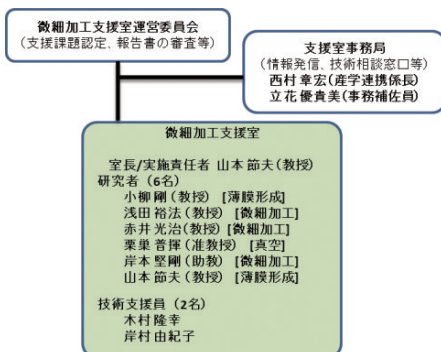 微細加工支援室運営委員会
(支援課題認定、報告書の審査等)
支援室事務局
(情報発信、技術相談窓口等)
西村 章宏(産学連携係長)
立花 優貴美(事務補佐員)
微細加工支援室
室長/実施責任者 山本 節夫(教授)
研究者 (6名)
小柳 剛 (教授) [薄膜形成]
浅田 裕法 (教授) [微細加工]
赤井 光治(教授) [微細加工]
栗巣 普揮 (准教授) [真空]
岸本 堅剛 (助教) [微細加工]
山本 節夫(教授) [薄膜形成]
技術支援員 (2名)
木村 隆幸
岸村 由紀子